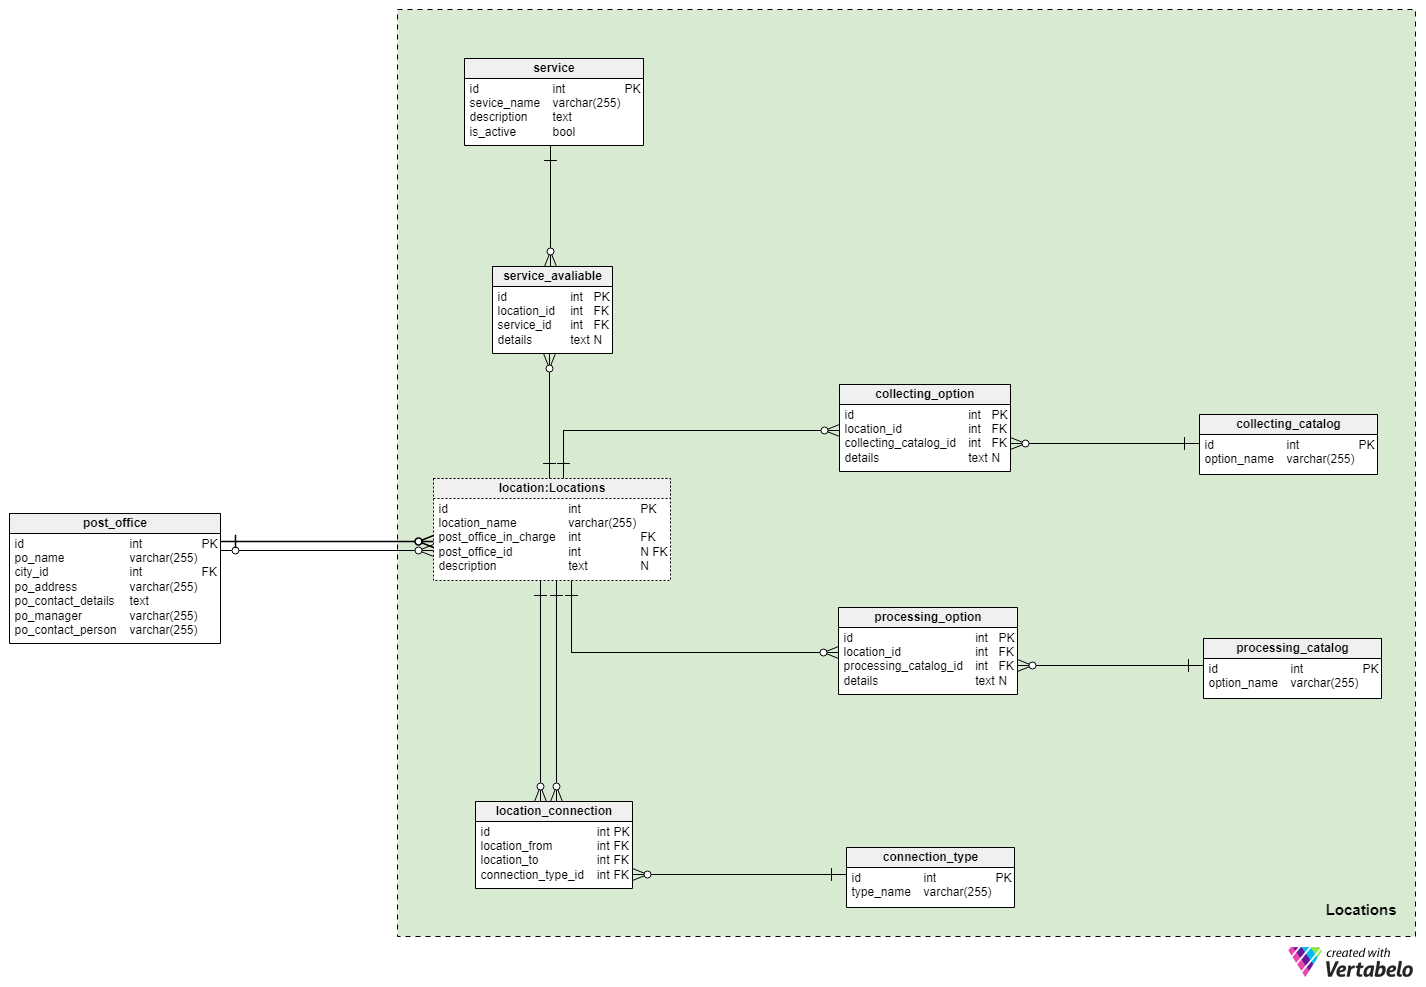 service
id int PK
sevice_name varchar(255)
description text
is_active bool
service_avaliable
id int PK
location_id int FK
service_id int FK
details text N
collecting_option
id int PK
location_id int FK
collecting_catalog_id int FK
details text N
collecting_catalog
id int PK
option_name varchar(255)
location:Locations
id int PK
location_name varchar(255)
post_office_in_charge int FK
post_office_id int N FK
description text N
post_office
id int PK
po_name varchar(255)
city_id int FK
po_address varchar(255)
po_contact_details text
po_manager varchar(255)
po_contact_person varchar(255)
processing_option
id int PK
location_id int FK
processing_catalog_id int FK
details text N
processing_catalog
id int PK
option_name varchar(255)
location_connection
id int PK
location_from int FK
location_to int FK
connection_type_id int FK
connection_type
id int PK
type_name varchar(255)
Locations
created with
Vertabelo